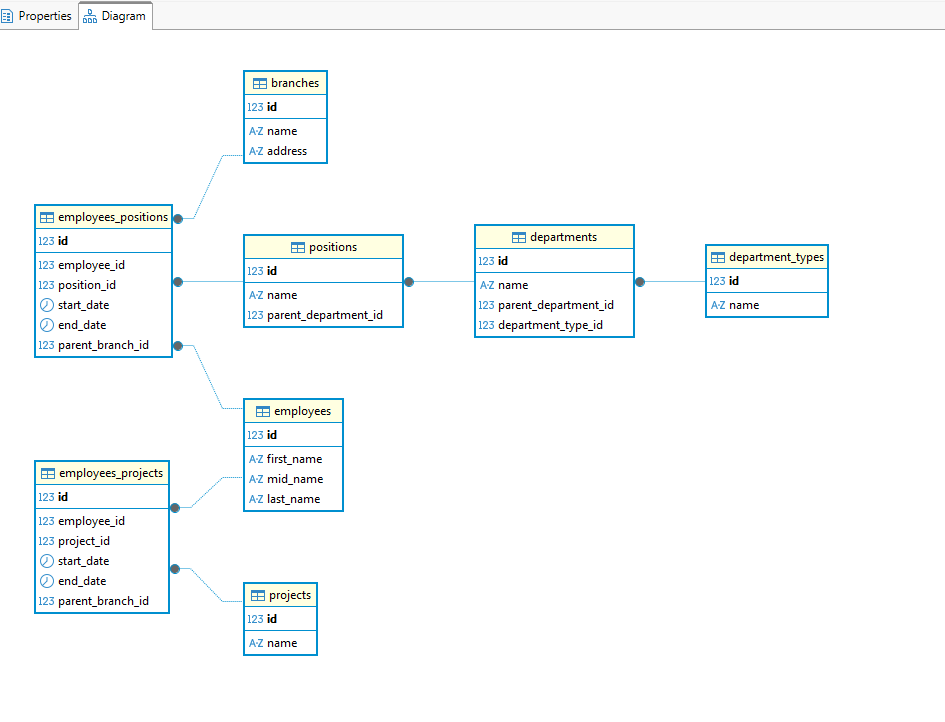 Properties
Diagram
branches
123 id
A-Z name
A-Z address
employees_positions
123 id
123 employee_id
123 position_id
start_date
end_date
123 parent_branch_id
positions
123 id
A-Z name
123 parent_department_id
departments
123 id
A-Z name
123 parent_department_id
123 department_type_id
department_types
123 id
A-Z name
employees
123 id
A-Z first_name
A-Z mid_name
A-Z last_name
employees_projects
123 id
123 employee_id
123 project_id
start_date
end_date
123 parent_branch_id
projects
123 id
A-Z name